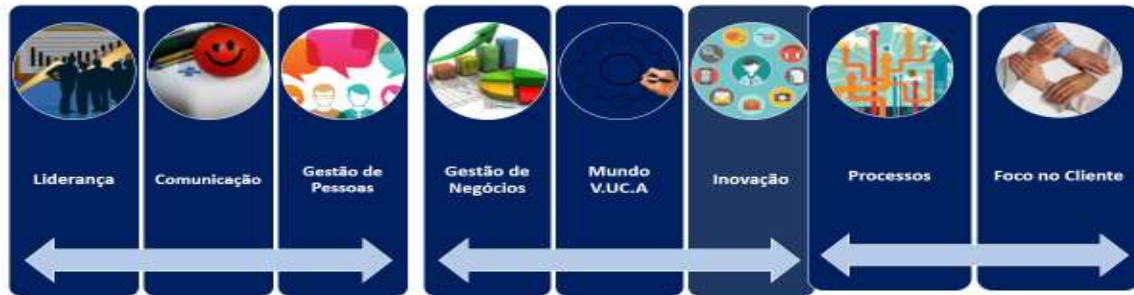 Liderança
Comunicação
Gestão de
Pessoas
Gestão de
Negócios
Mundo
V.UC.A
Inovação
Processos
Foco no Cliente